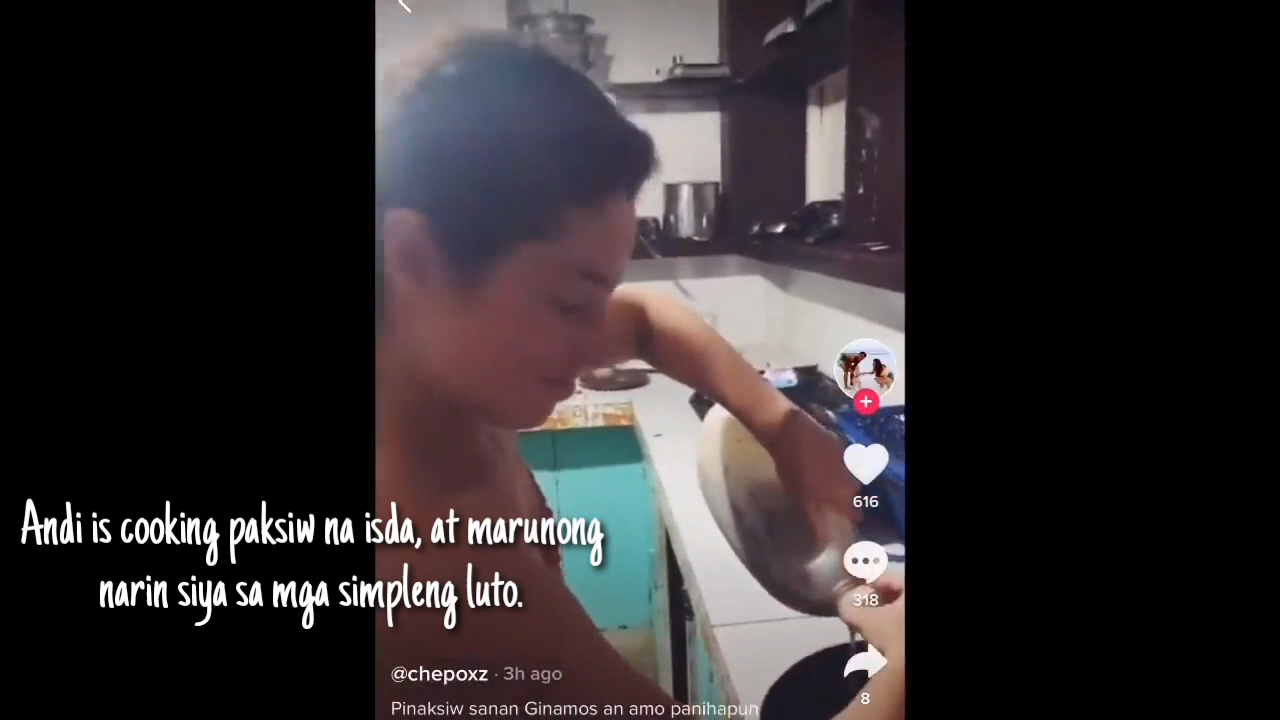 616
Andi is cooking paksiw na isda, at marunong
narin siya sa mga simpleng luto.
318
@chepoxz · 3h ago
8
Pinaksiw sanan Ginamos an amo panihapun